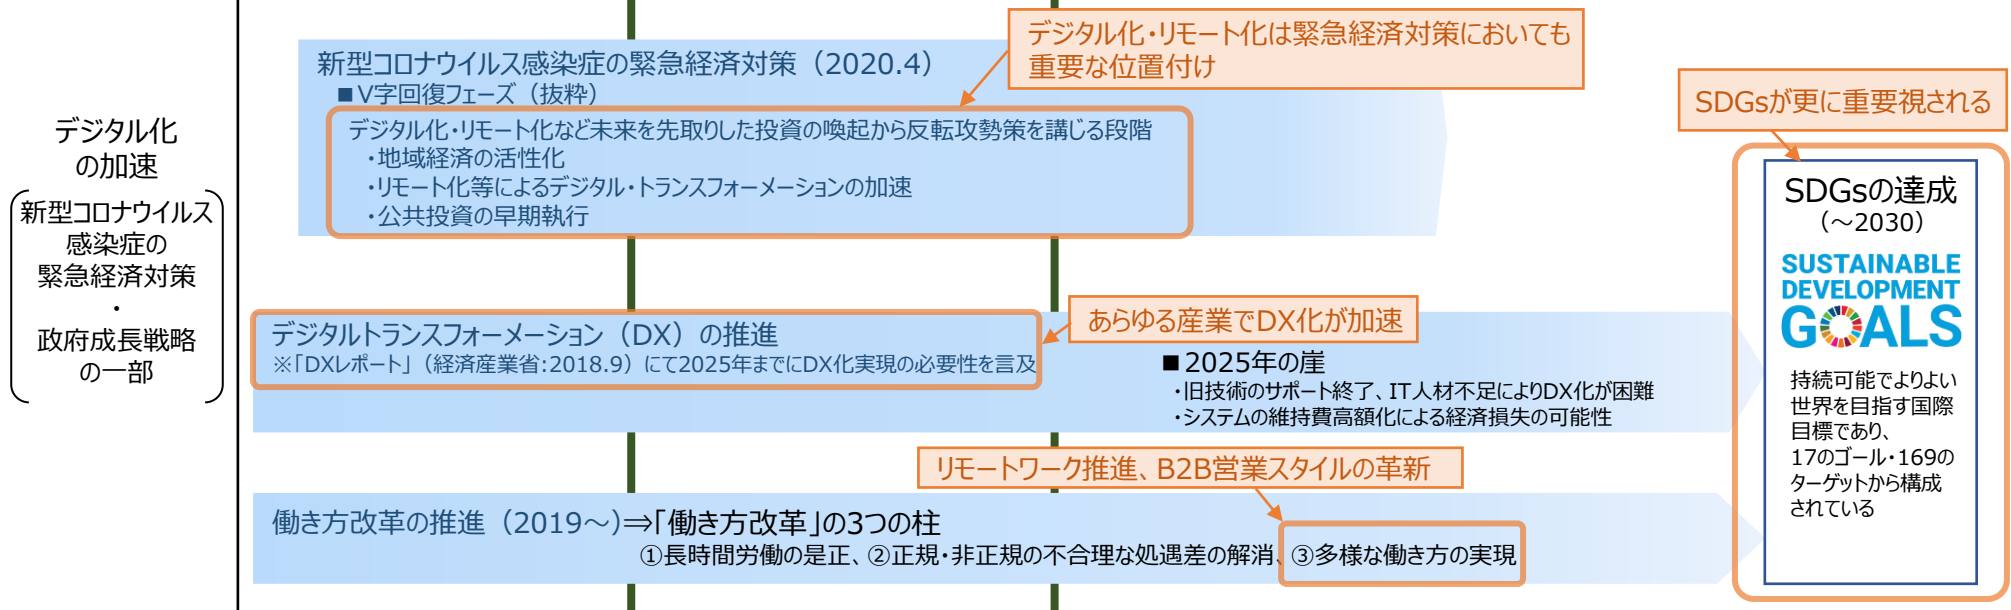 デジタル化
の加速
新型コロナウイルス
感染症の
緊急経済対策
・
政府成長戦略
の一部
デジタル化・リモート化は緊急経済対策においても
重要な位置付け
新型コロナウイルス感染症の緊急経済対策（2020.4）
■V字回復フェーズ（抜粋）
デジタル化・リモート化など未来を先取りした投資の喚起から反転攻勢策を講じる段階
・地域経済の活性化
・リモート化等によるデジタル・トランスフォーメーションの加速
・公共投資の早期執行
あらゆる産業でDX化が加速
デジタルトランスフォーメーション（DX）の推進
※「DXレポート」（経済産業省:2018.9）にて2025年までにDX化実現の必要性を言及
■2025年の崖
・旧技術のサポート終了、IT人材不足によりDX化が困難
・システムの維持費高額化による経済損失の可能性
リモートワーク推進、B2B営業スタイルの革新
働き方改革の推進（2019～）⇒「働き方改革」の3つの柱
①長時間労働の是正、②正規・非正規の不合理な処遇差の解消、③多様な働き方の実現
SDGsが更に重要視される
SDGsの達成
（～2030）
SUSTAINABLE
DEVELOPMENT
GOALS
持続可能でよりよい
世界を目指す国際
目標であり、
17のゴール・169の
ターゲットから構成
されている